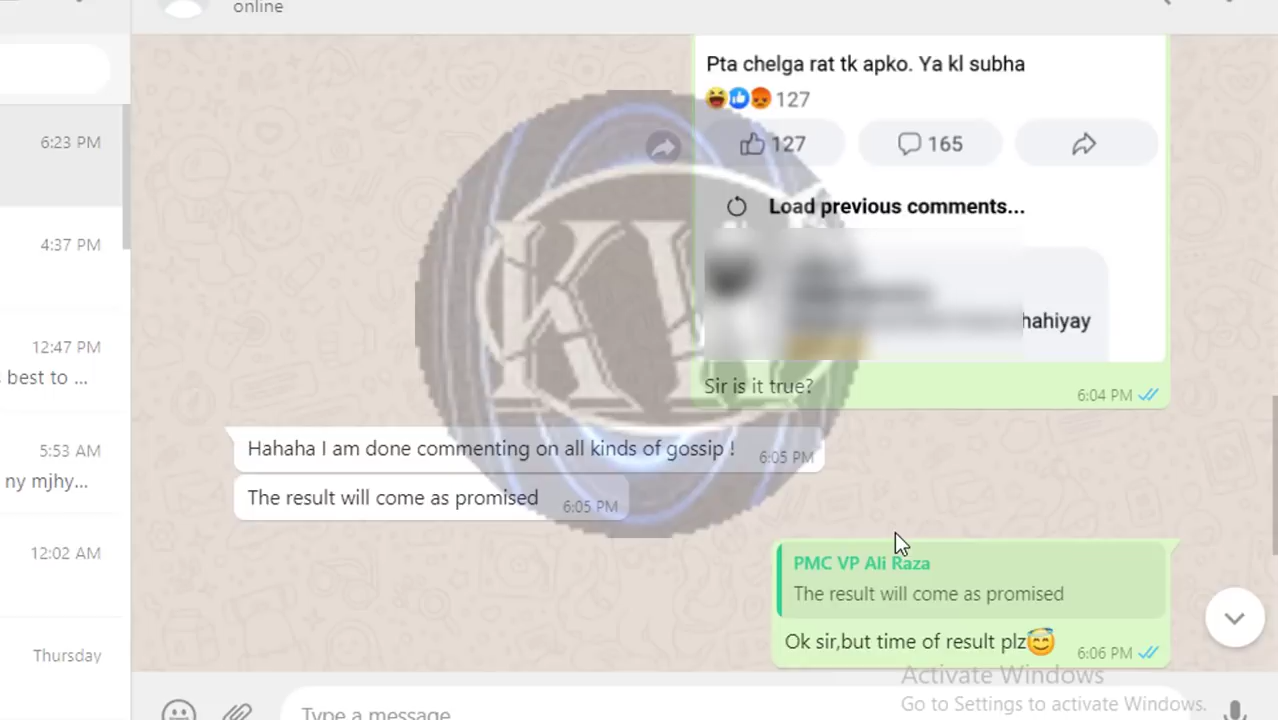 online
Pta chelga rat tk apko. Ya kl subha
127
127
165
Load previous comments...
hahiyay
Sir is it true?
6:04 PM
Hahaha I am done commenting on all kinds of gossip !
6:05 PM
The result will come as promised
6:05 PM
PMC VP Ali Raza
The result will come as promised
Ok sir,but time of result plz
6:06 PM
6:23 PM
4:37 PM
12:47 PM
best to ...
5:53 AM
ny mjhy...
12:02 AM
Thursday
Type a message
Activate Windows
Go to Settings to activate Windows.